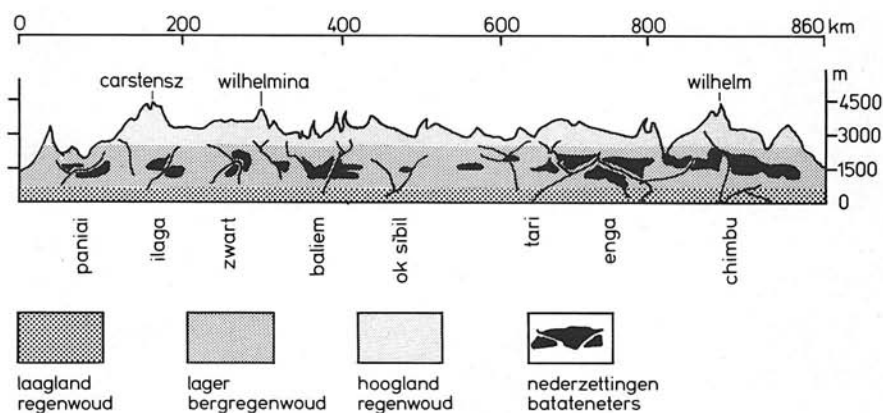 0 200 400 600 800 860 km
m
carstensz wilhelmina wilhelm
4500
3000
1500
0
paniai
ilaga
zwart
baliem
ok sibil
tari
enga
chimbu
laagland
regenwoud
lager
bergregenwoud
hoogland
regenwoud
nederzettingen
batateneters